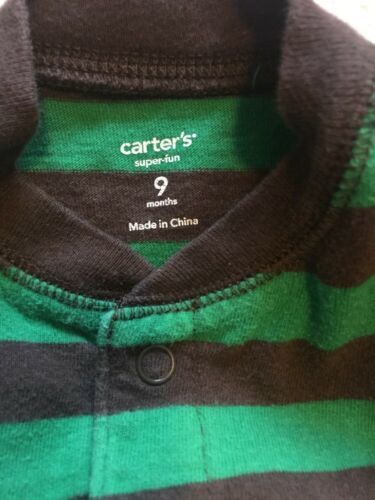 carter's
super-fun
9
months
Made in China